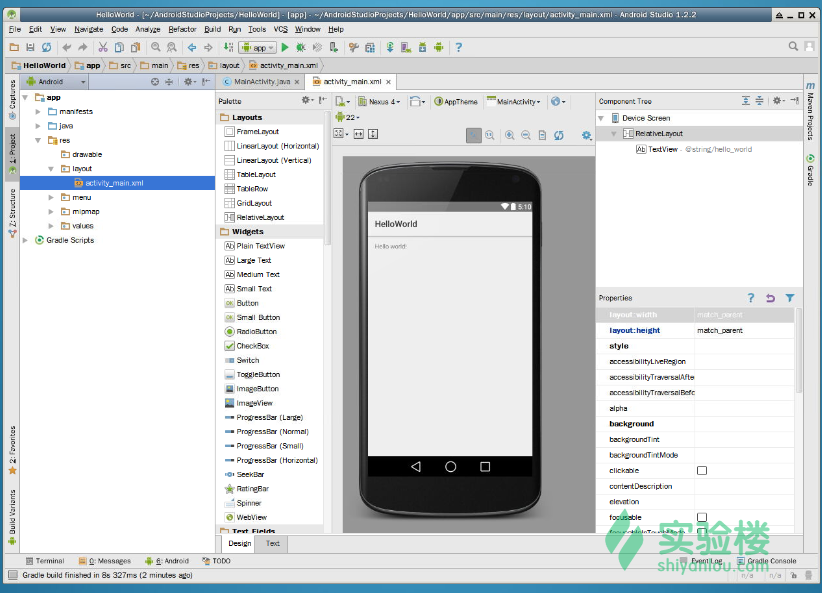 HelloWorld - [~/AndroidStudioProjects/HelloWorld] - [app] - ~/AndroidStudioProjects/HelloWorld/app/src/main/res/layout/activity_main.xml - Android Studio 1.2.2
File Edit View Navigate Code Analyze Refactor Build Run Tools VCS Window Help
app
HelloWorld app src main res layout activity_main.xml
Captures
1: Project
Z: Structure
2: Favorites
Build Variants
Android
app
manifests
java
res
drawable
layout
activity_main.xml
menu
mipmap
values
Gradle Scripts
MainActivity.java activity_main.xml
Palette
Layouts
FrameLayout
LinearLayout (Horizontal)
LinearLayout (Vertical)
TableLayout
TableRow
GridLayout
RelativeLayout
Widgets
Plain TextView
Large Text
Medium Text
Small Text
Button
Small Button
RadioButton
CheckBox
Switch
ToggleButton
ImageButton
ImageView
ProgressBar (Large)
ProgressBar (Normal)
ProgressBar (Small)
ProgressBar (Horizontal)
SeekBar
RatingBar
Spinner
WebView
Text Fields
Design Text
Nexus 4 AppTheme MainActivity
22
5:10
HelloWorld
Hello world!
Component Tree
Device Screen
RelativeLayout
TextView - @string/hello_world
Properties
layout:width match_parent
layout:height match_parent
style
accessibilityLiveRegion
accessibilityTraversalAfte
accessibilityTraversalBefo
alpha
background
backgroundTint
backgroundTintMode
clickable
contentDescription
elevation
focusable
focusableInTouchMode
Maven Projects
Gradle
Terminal 0: Messages 6: Android TODO Event Log Gradle Console
Gradle build finished in 8s 327ms (2 minutes ago) n/a n/a
实验楼
shiyanlou.com